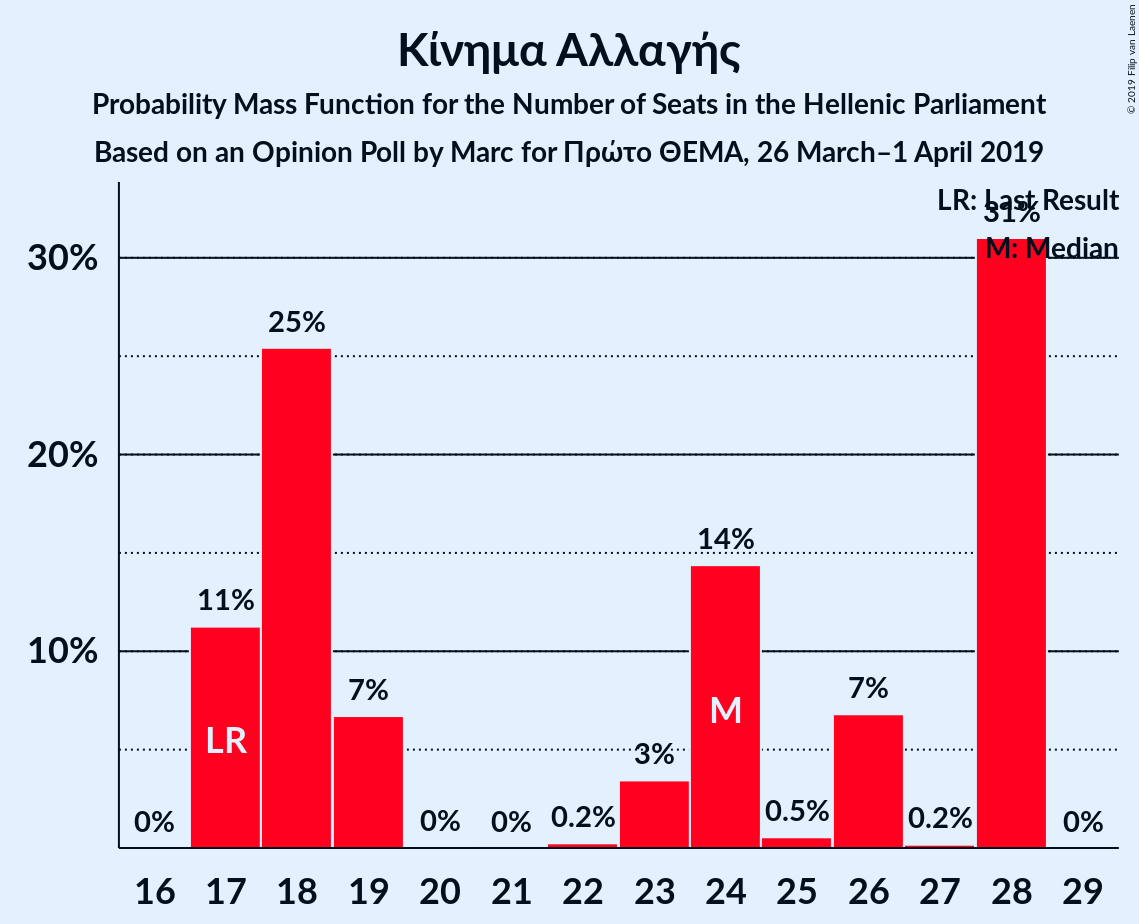 Κίνημα Αλλαγής
Probability Mass Function for the Number of Seats in the Hellenic Parliament
Based on an Opinion Poll by Marc for Πρώτο ΘΕΜΑ, 26 March–1 April 2019
© 2019 Filip van Laenen
LR: Last Result
M: Median
31%
30%
25%
20%
14%
11%
10%
7%
7%
LR
M
3%
0%
0%
0%
0.2%
0.5%
0.2%
0%
16 17 18 19 20 21 22 23 24 25 26 27 28 29